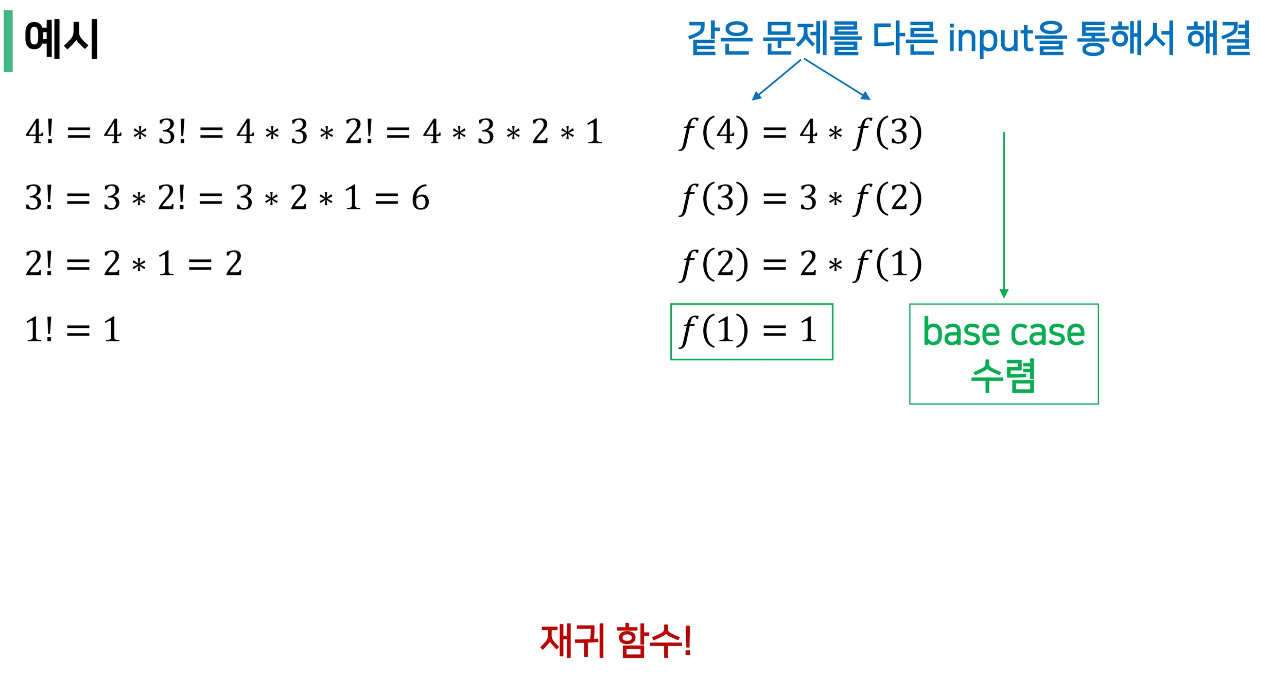 예시
같은 문제를 다른 input을 통해서 해결
4! = 4 * 3! = 4 * 3 * 2! = 4 * 3 * 2 * 1
3! = 3 * 2! = 3 * 2 * 1 = 6
2! = 2 * 1 = 2
1! = 1
f(4) = 4 * f(3)
f(3) = 3 * f(2)
f(2) = 2 * f(1)
f(1) = 1
base case
수렴
재귀 함수!